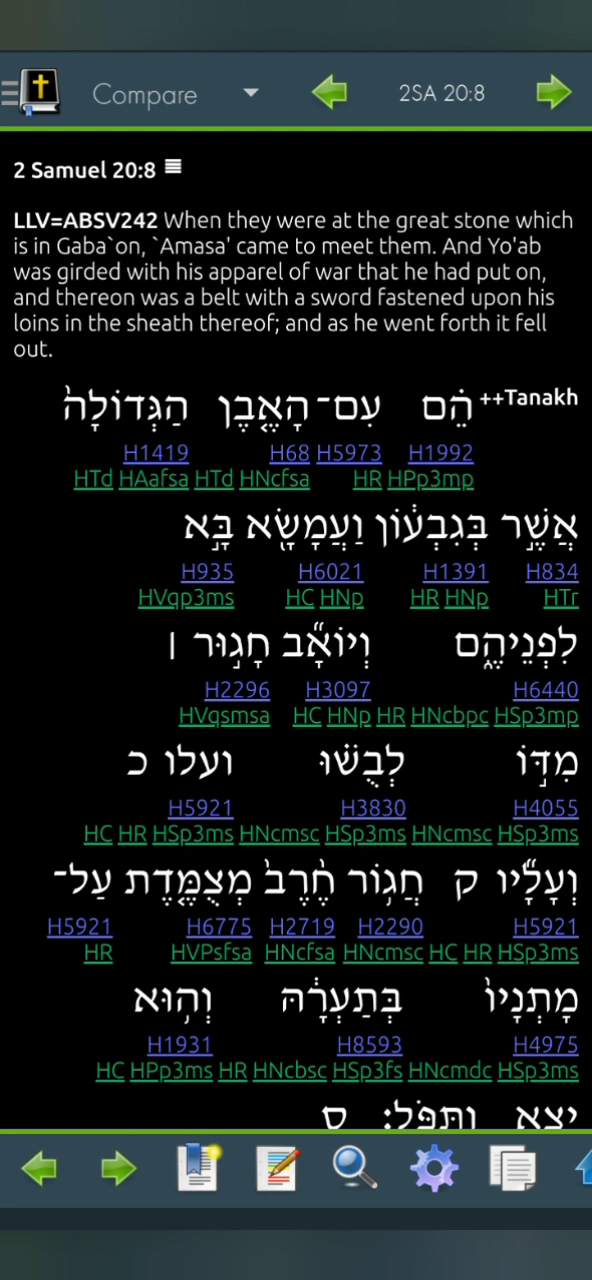 Compare
2SA 20:8
2 Samuel 20:8
LLV=ABSV242 When they were at the great stone which
is in Gaba`on, `Amasa' came to meet them. And Yo'ab
was girded with his apparel of war that he had put on,
and thereon was a belt with a sword fastened upon his
loins in the sheath thereof; and as he went forth it fell
out.
++Tanakh הֵ֗ם עִם־הָאֶ֤בֶן הַגְּדוֹלָה֙
H1419 H68 H5973 H1992
HTd HAafsa HTd HNcfsa HR HPp3mp
אֲשֶׁ֣ר בְּגִבְע֔וֹן וַעֲמָשָׂ֖א בָּ֣א
H935 H6021 H1391 H834
HVqp3ms HC HNp HR HNp HTr
לִפְנֵיהֶ֑ם וְיוֹאָ֞ב חָג֣וּר ׀
H2296 H3097 H6440
HVqsmsa HC HNp HR HNcbpc HSp3mp
מִדּ֣וֹ לְבֻשׁ֗וּ ועלו כ
H5921 H3830 H4055
HC HR HSp3ms HNcmsc HSp3ms HNcmsc HSp3ms
וְעָלָ֞יו ק חֲג֥וֹר חֶ֙רֶב֙ מְצֻמֶּ֤דֶת עַל־
H5921 H6775 H2719 H2290 H5921
HR HVPsfsa HNcfsa HNcmsc HC HR HSp3ms
מָתְנָיו֙ בְּתַעְרָ֔הּ וְה֥וּא
H1931 H8593 H4975
HC HPp3ms HR HNcbsc HSp3fs HNcmdc HSp3ms
יצא ותפל׃ ס